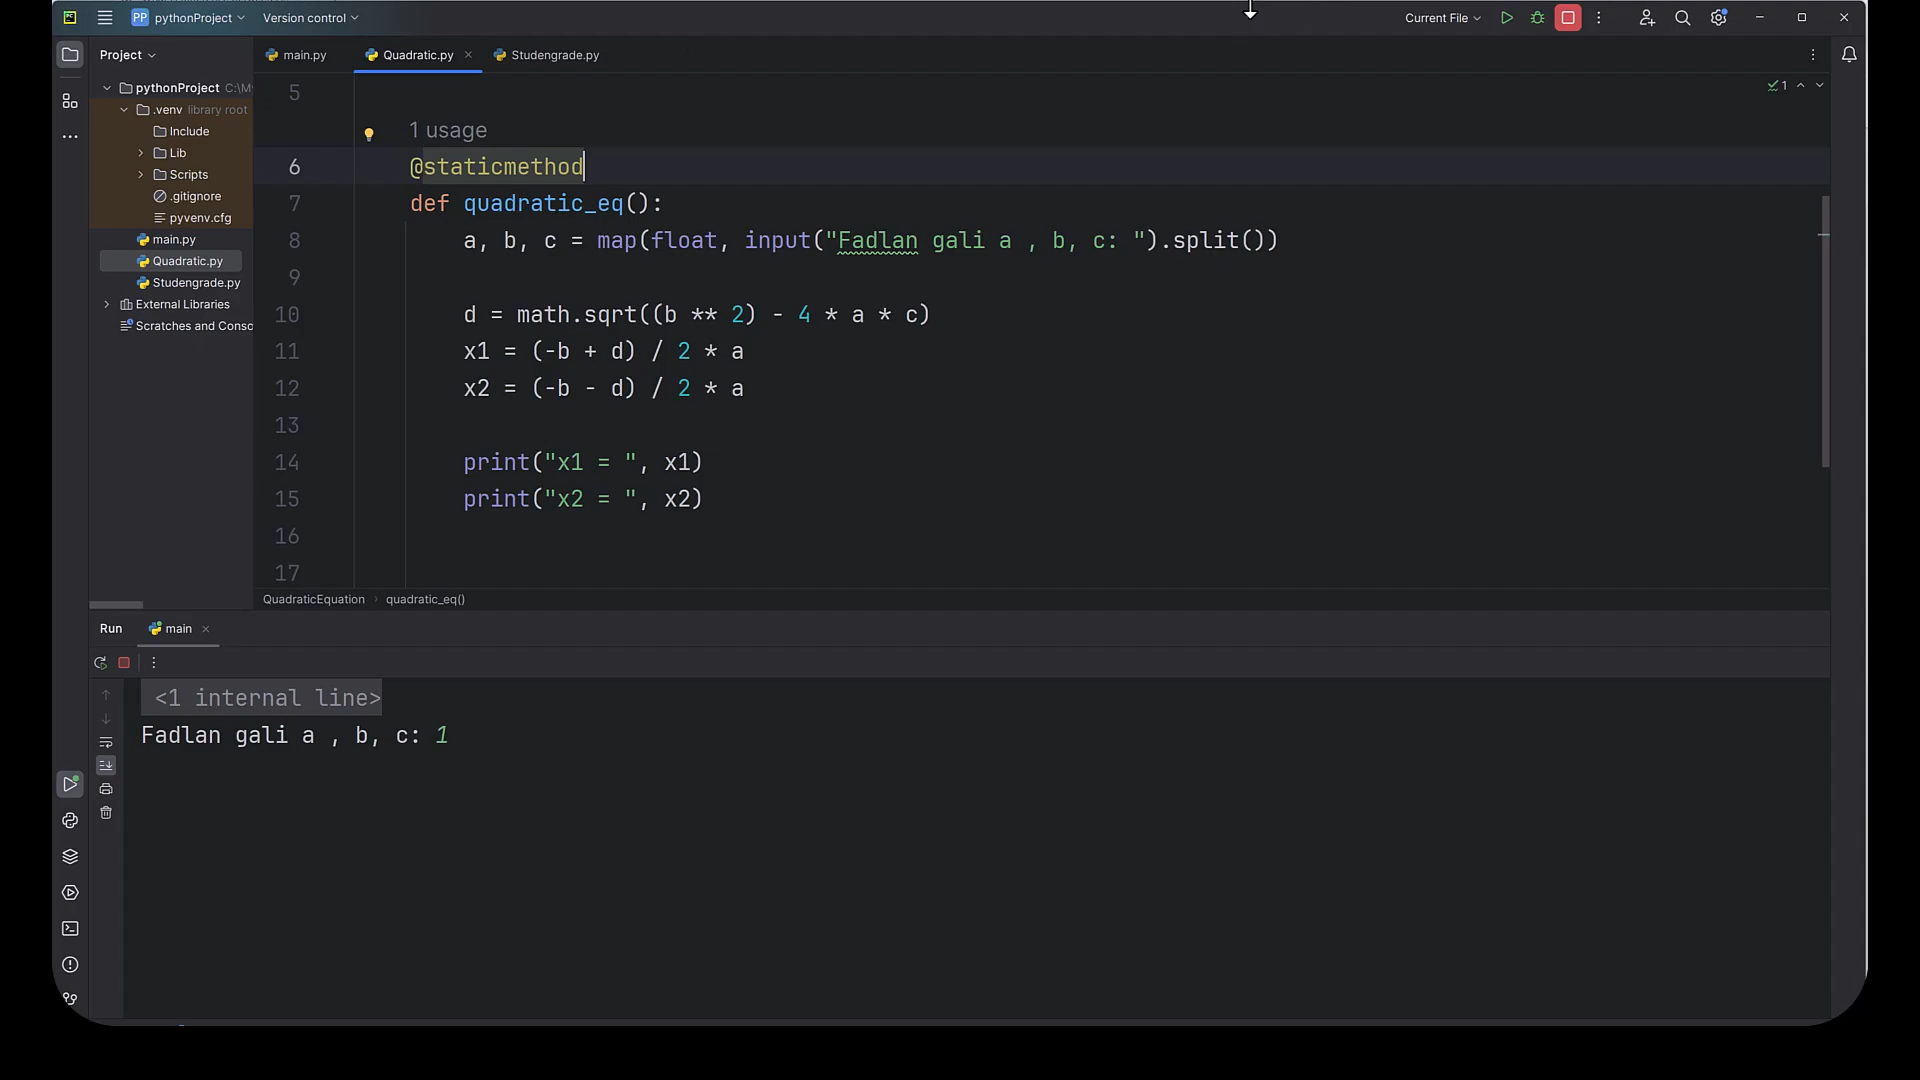 PP pythonProject Version control Current File
Project
main.py Quadratic.py Studengrade.py
pythonProject C:\My
.venv library root
Include
Lib
Scripts
.gitignore
pyvenv.cfg
main.py
Quadratic.py
Studengrade.py
External Libraries
Scratches and Conso
1
5
1 usage
6 @staticmethod
7 def quadratic_eq():
8 a, b, c = map(float, input("Fadlan gali a , b, c: ").split())
9
10 d = math.sqrt((b ** 2) - 4 * a * c)
11 x1 = (-b + d) / 2 * a
12 x2 = (-b - d) / 2 * a
13
14 print("x1 = ", x1)
15 print("x2 = ", x2)
16
17
QuadraticEquation › quadratic_eq()
Run main
<1 internal line>
Fadlan gali a , b, c: 1